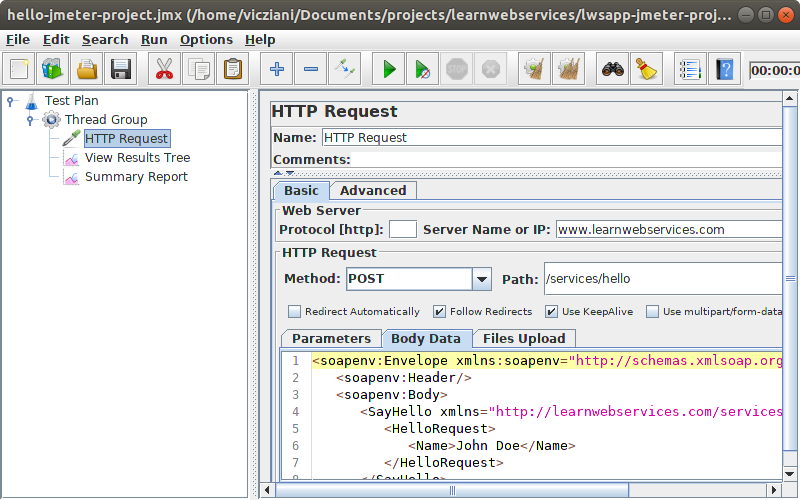 hello-jmeter-project.jmx (/home/vicziani/Documents/projects/learnwebservices/lwsapp-jmeter-proj...
File Edit Search Run Options Help
STOP
00:00:0
Test Plan
Thread Group
HTTP Request
View Results Tree
Summary Report
HTTP Request
Name: HTTP Request
Comments:
Basic Advanced
Web Server
Protocol [http]: Server Name or IP: www.learnwebservices.com
HTTP Request
Method: POST Path: /services/hello
Redirect Automatically Follow Redirects Use KeepAlive Use multipart/form-data
Parameters Body Data Files Upload
1 <soapenv:Envelope xmlns:soapenv="http://schemas.xmlsoap.org
2 <soapenv:Header/>
3 <soapenv:Body>
4 <SayHello xmlns="http://learnwebservices.com/services
5 <HelloRequest>
6 <Name>John Doe</Name>
7 </HelloRequest>
8 </SayHello>